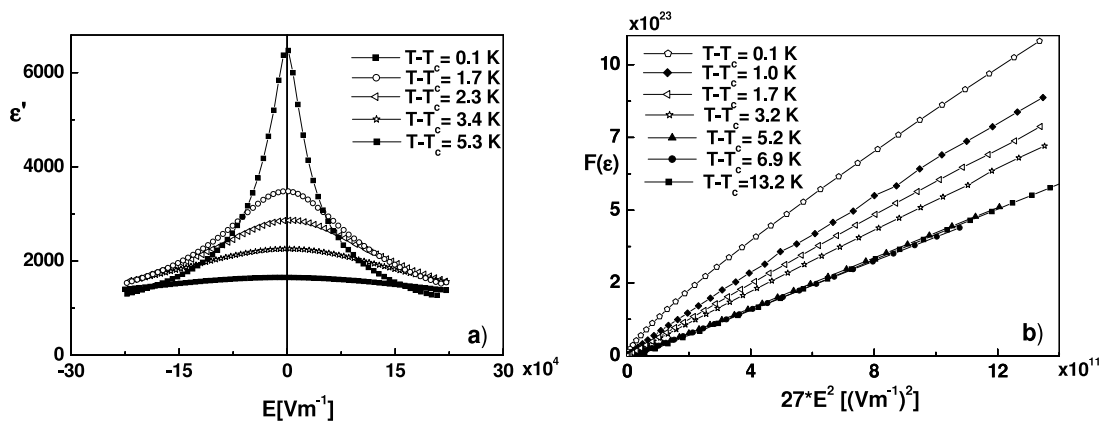 6000
4000
2000
0
ε'
T-Tc= 0.1 K
T-Tc= 1.7 K
T-Tc= 2.3 K
T-Tc= 3.4 K
T-Tc= 5.3 K
a)
-30
-15
0
15
30
x10⁴
E[Vm⁻¹]
x10²³
10
7
5
2
0
F(ε)
T-Tc= 0.1 K
T-Tc= 1.0 K
T-Tc= 1.7 K
T-Tc= 3.2 K
T-Tc= 5.2 K
T-Tc= 6.9 K
T-Tc=13.2 K
b)
0
4
8
12
x10¹¹
27*E² [(Vm⁻¹)²]